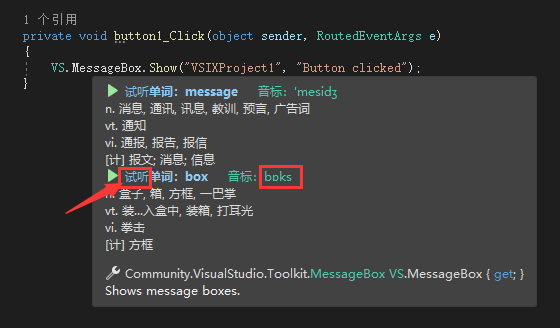 1 个引用
private void button1_Click(object sender, RoutedEventArgs e)
{
VS.MessageBox.Show("VSIXProject1", "Button clicked");
}
试听单词：message 音标：'mesidʒ
n. 消息, 通讯, 讯息, 教训, 预言, 广告词
vt. 通知
vi. 通报, 报告, 报信
[计] 报文; 消息; 信息
试听单词：box 音标：bɒks
n. 盒子, 箱, 方框, 一巴掌
vt. 装...入盒中, 装箱, 打耳光
vi. 拳击
[计] 方框
Community.VisualStudio.Toolkit.MessageBox VS.MessageBox { get; }
Shows message boxes.